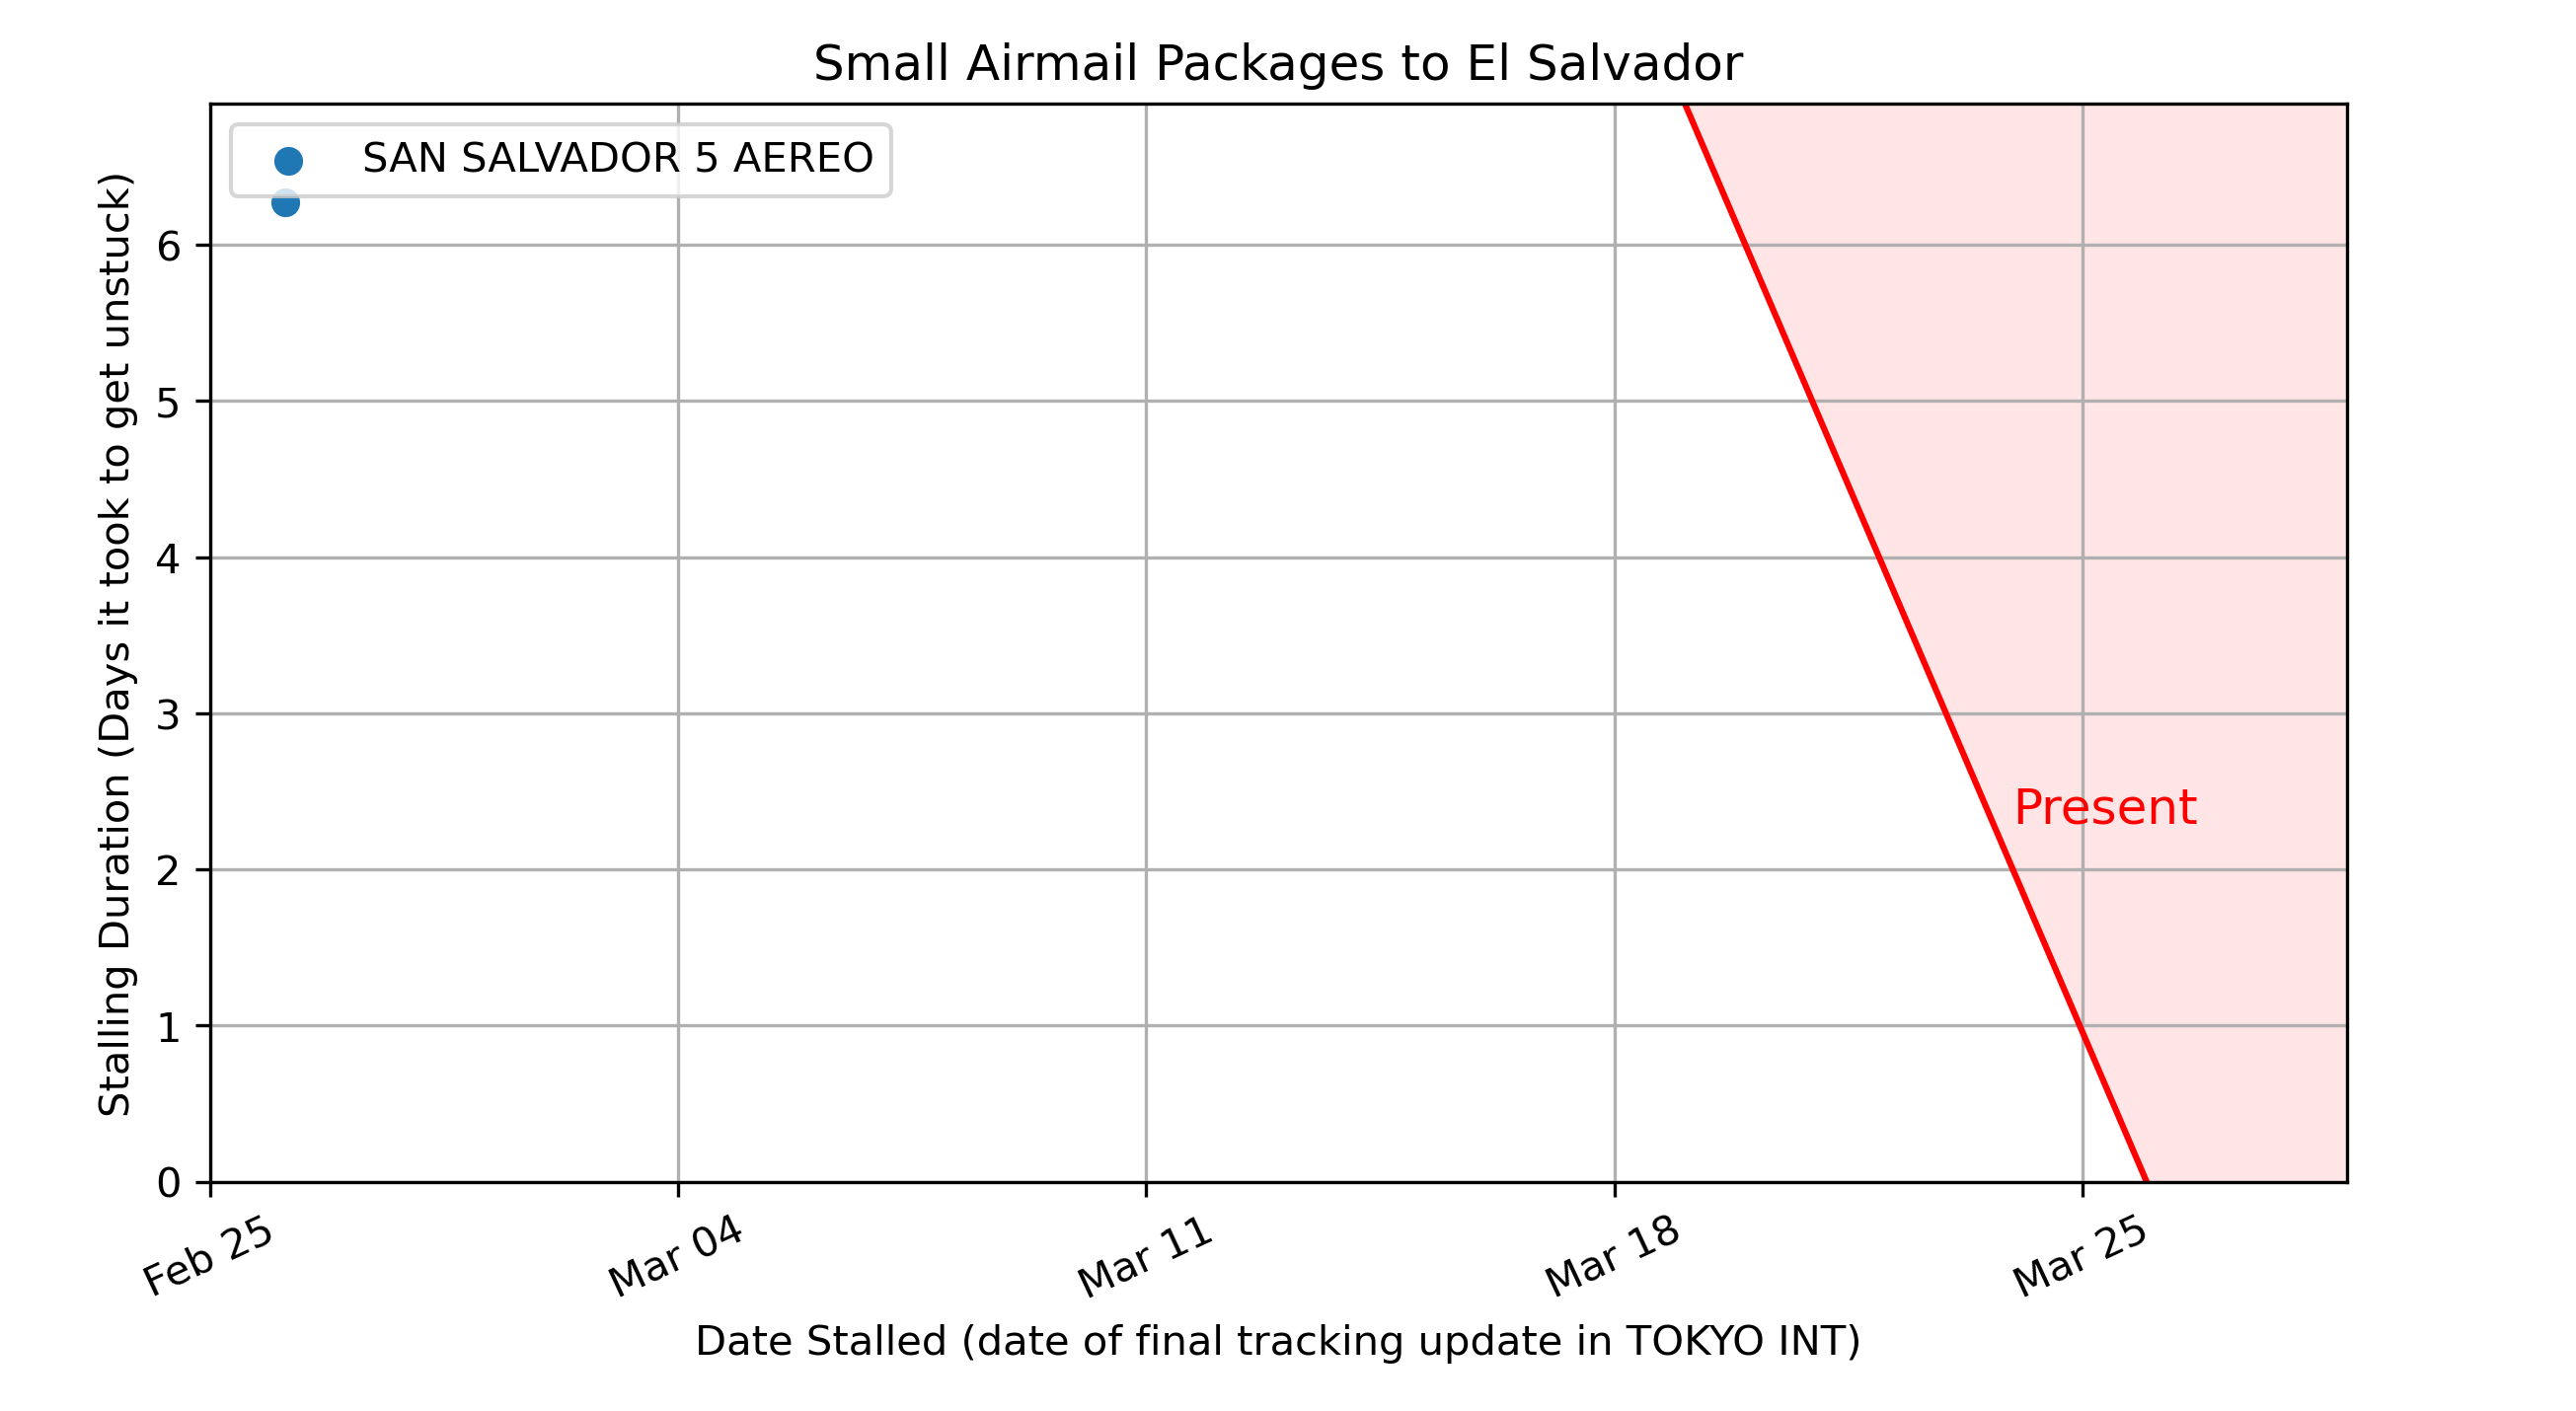 Small Airmail Packages to El Salvador
SAN SALVADOR 5 AEREO
Stalling Duration (Days it took to get unstuck)
6
5
4
3
2
1
0
Present
Feb 25
Mar 04
Mar 11
Mar 18
Mar 25
Date Stalled (date of final tracking update in TOKYO INT)